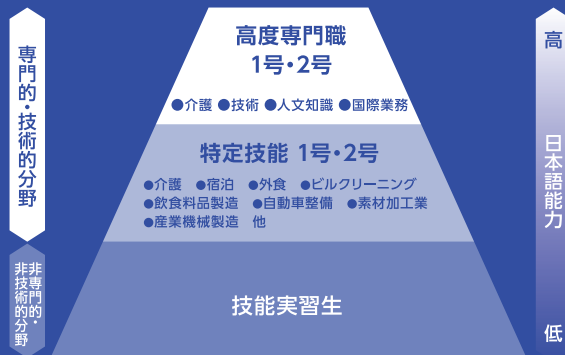 高度専門職
1号・2号
●介護 ●技術 ●人文知識 ●国際業務
特定技能 1号・2号
●介護 ●宿泊 ●外食 ●ビルクリーニング
●飲食料品製造 ●自動車整備 ●素材加工業
●産業機械製造 他
技能実習生
専門的・技術的分野
非専門的・
非技術的分野
高
日本語能力
低